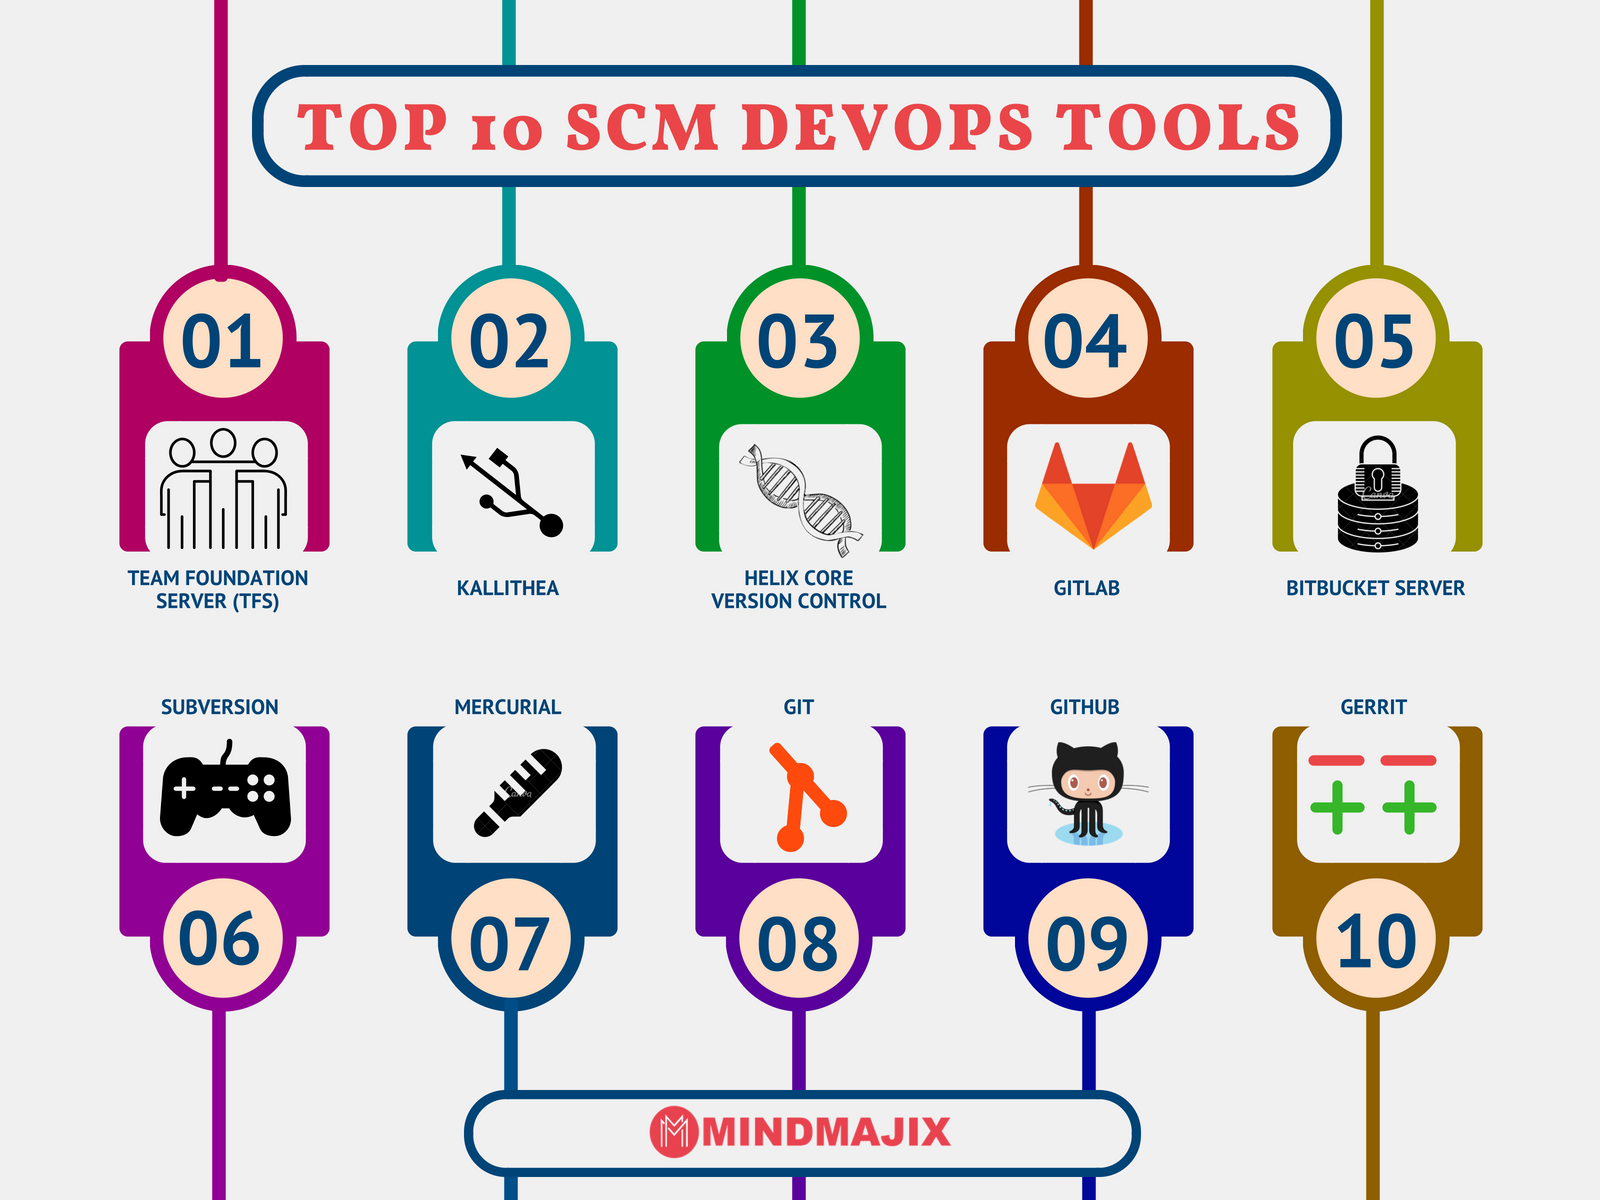 TOP 10 SCM DEVOPS TOOLS
01
02
03
04
05
TEAM FOUNDATION
SERVER (TFS)
KALLITHEA
HELIX CORE
VERSION CONTROL
GITLAB
BITBUCKET SERVER
SUBVERSION
MERCURIAL
GIT
GITHUB
GERRIT
06
07
08
09
10
MINDMAJIX